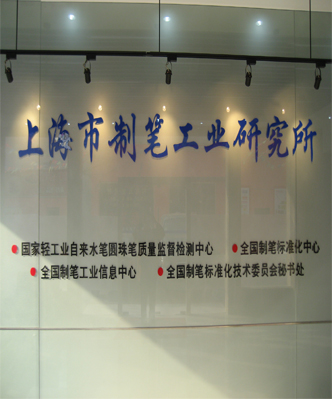 上海市制笔工业研究所
●国家轻工业自来水笔圆珠笔质量监督检测中心 ●全国制笔标准化中心
●全国制笔工业信息中心 ●全国制笔标准化技术委员会秘书处